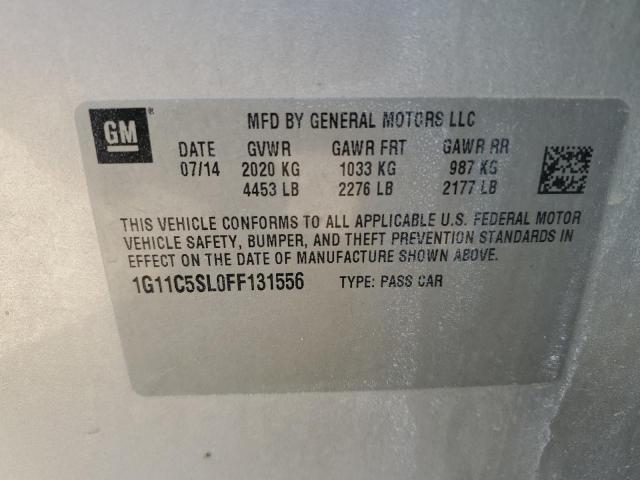 GM®
MFD BY GENERAL MOTORS LLC
DATE GVWR GAWR FRT GAWR RR
07/14 2020 KG 1033 KG 987 KG
4453 LB 2276 LB 2177 LB
THIS VEHICLE CONFORMS TO ALL APPLICABLE U.S. FEDERAL MOTOR
VEHICLE SAFETY, BUMPER, AND THEFT PREVENTION STANDARDS IN
EFFECT ON THE DATE OF MANUFACTURE SHOWN ABOVE.
1G11C5SL0FF131556 TYPE: PASS CAR